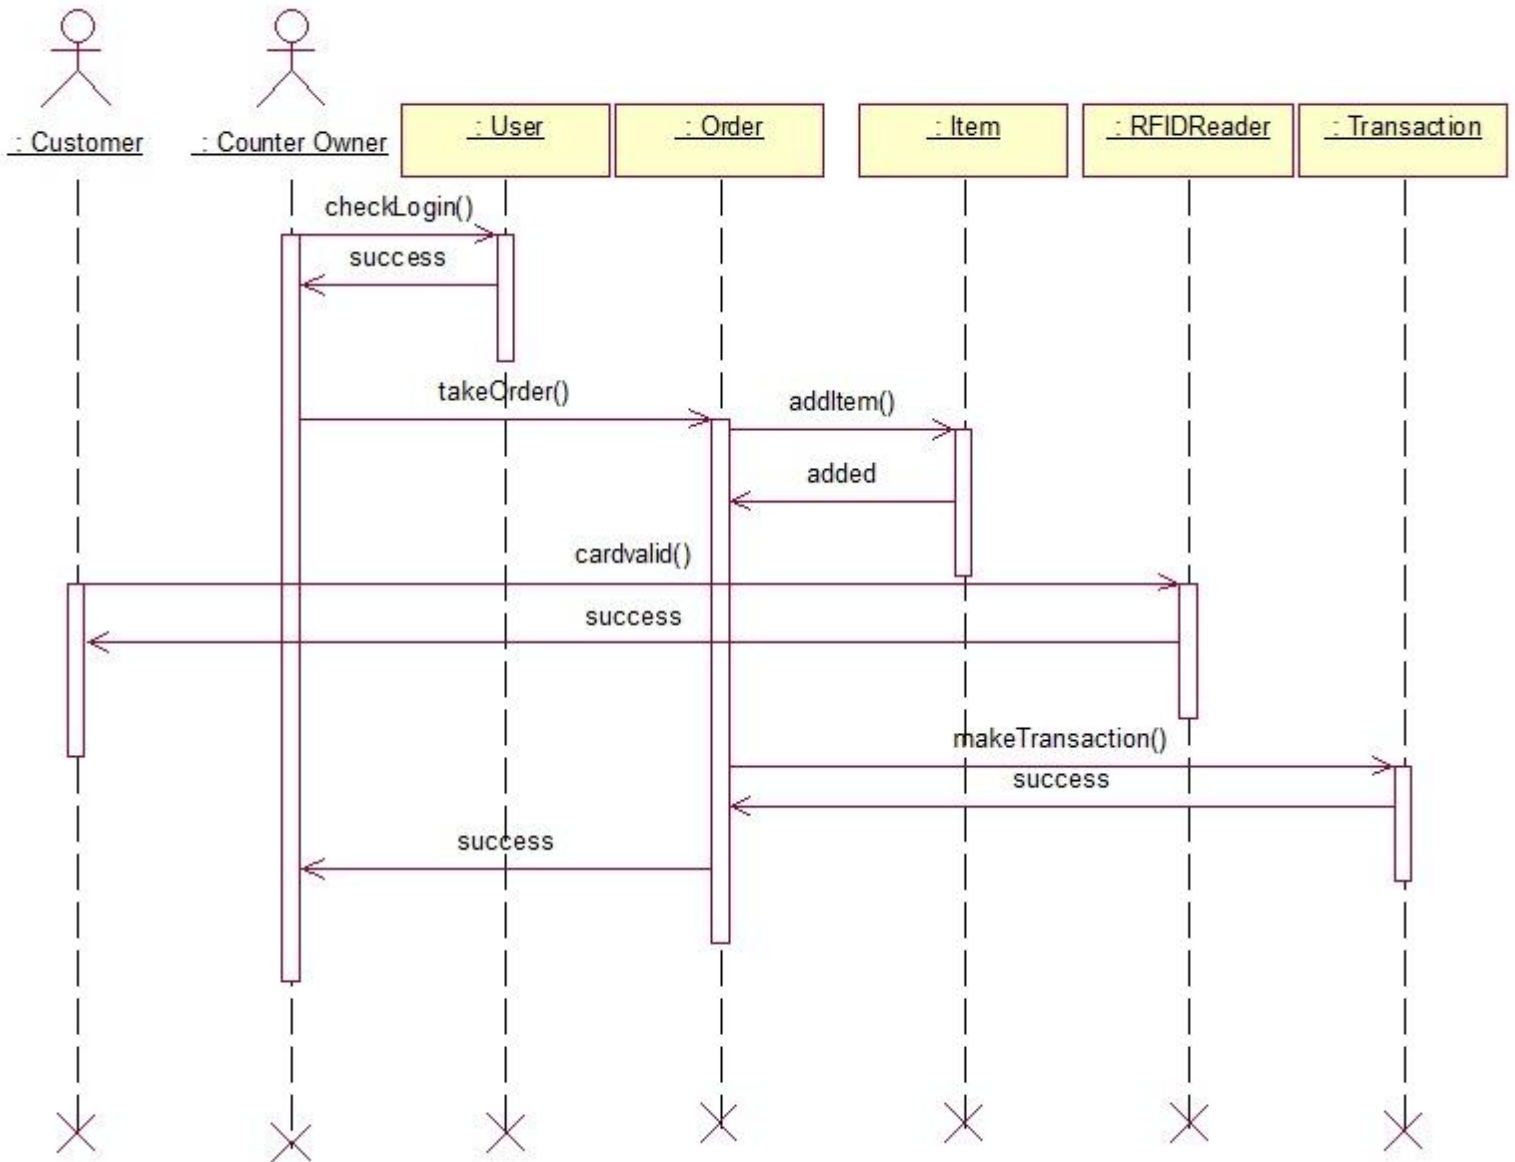 : Customer
: Counter Owner
: User
: Order
: Item
: RFIDReader
: Transaction
checkLogin()
success
takeOrder()
addItem()
added
cardvalid()
success
makeTransaction()
success
success